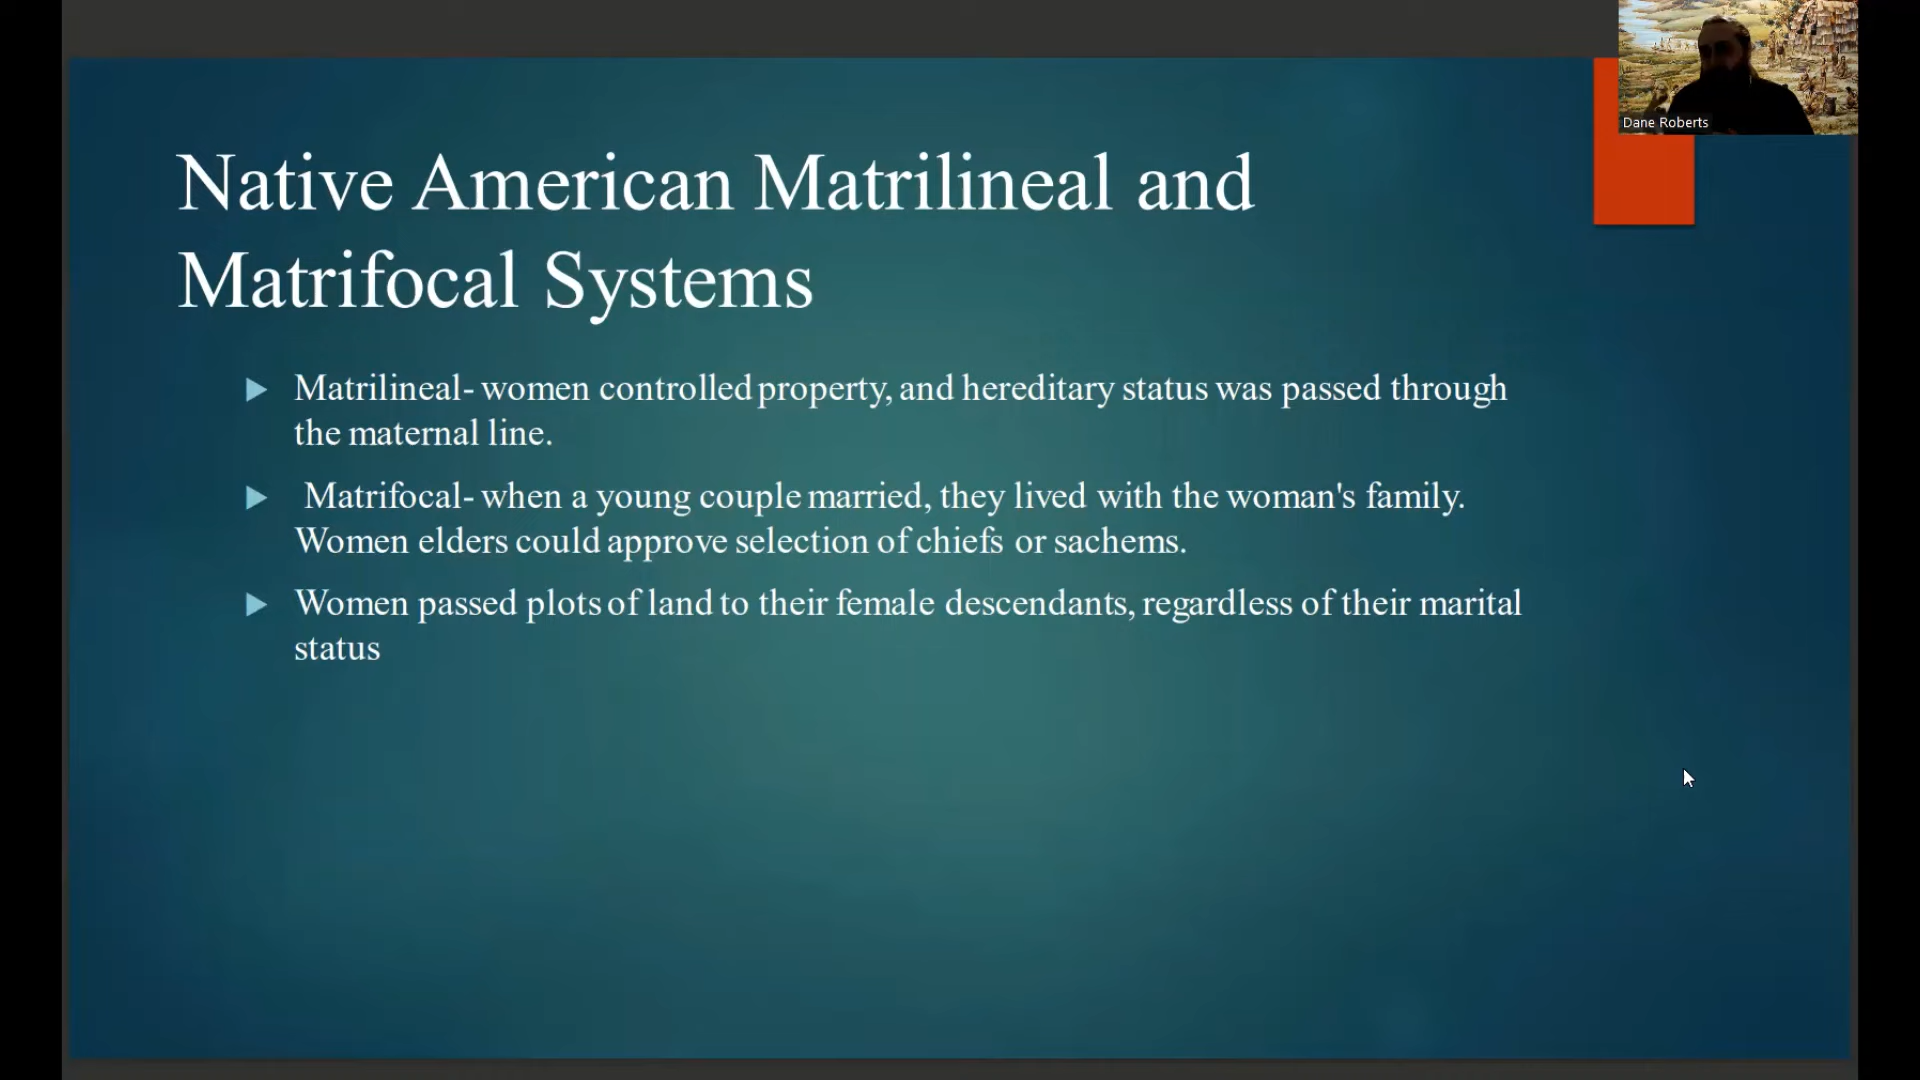 Dane Roberts
Native American Matrilineal and
Matrifocal Systems
Matrilineal- women controlled property, and hereditary status was passed through
the maternal line.
Matrifocal- when a young couple married, they lived with the woman's family.
Women elders could approve selection of chiefs or sachems.
Women passed plots of land to their female descendants, regardless of their marital
status